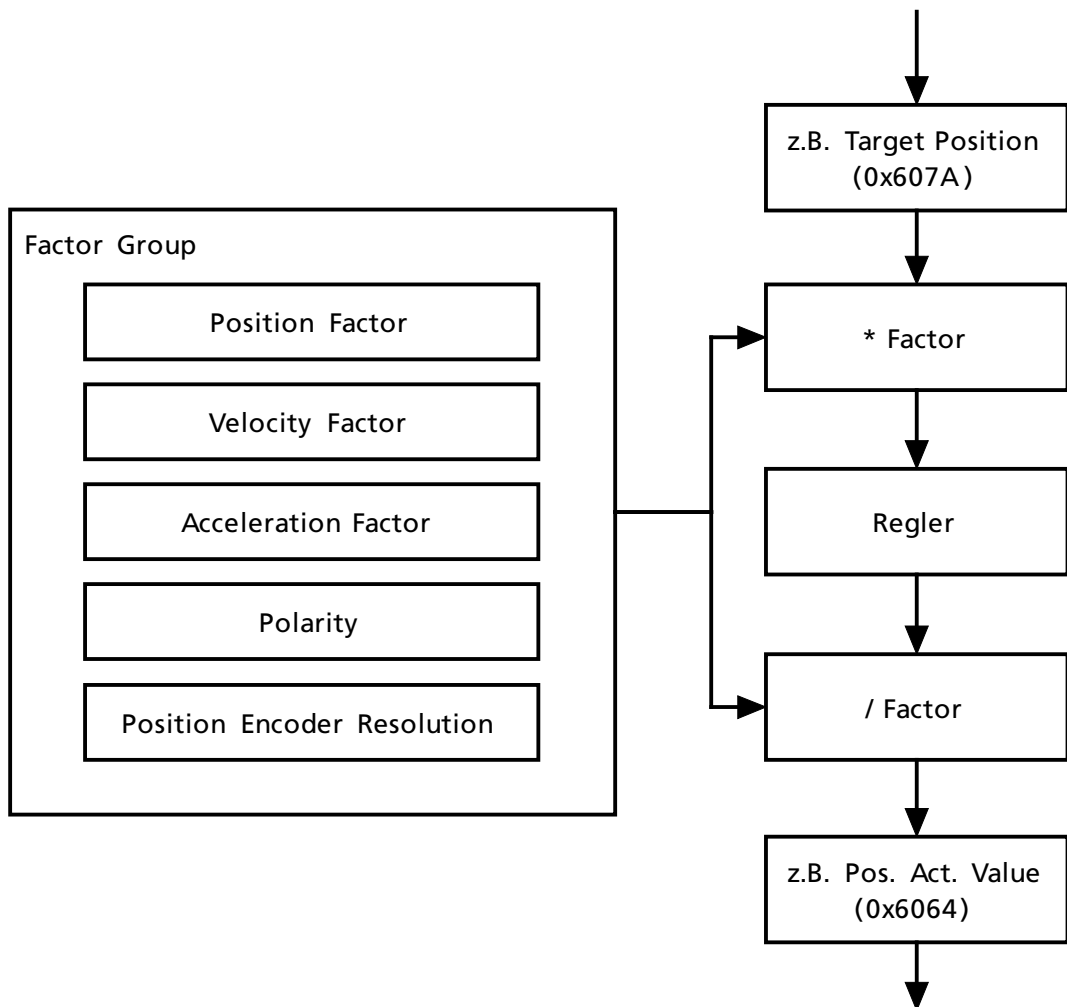 Factor Group
Position Factor
Velocity Factor
Acceleration Factor
Polarity
Position Encoder Resolution
z.B. Target Position
(0x607A)
* Factor
Regler
/ Factor
z.B. Pos. Act. Value
(0x6064)